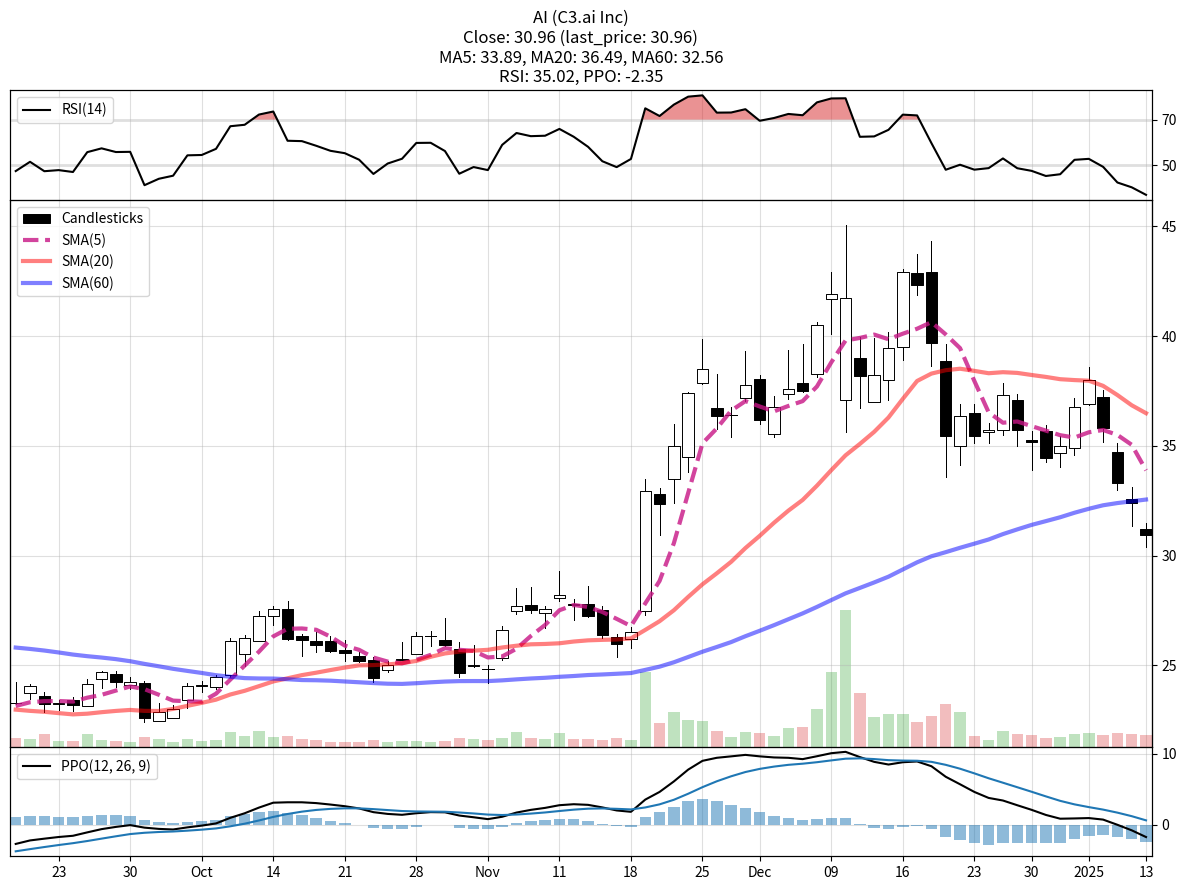 AI (C3.ai Inc)
Close: 30.96 (last_price: 30.96)
MA5: 33.89, MA20: 36.49, MA60: 32.56
RSI: 35.02, PPO: -2.35
RSI(14)
70
50
Candlesticks
SMA(5)
SMA(20)
SMA(60)
45
40
35
30
25
PPO(12, 26, 9)
10
0
23 30 Oct 14 21 28 Nov 11 18 25 Dec 09 16 23 30 2025 13